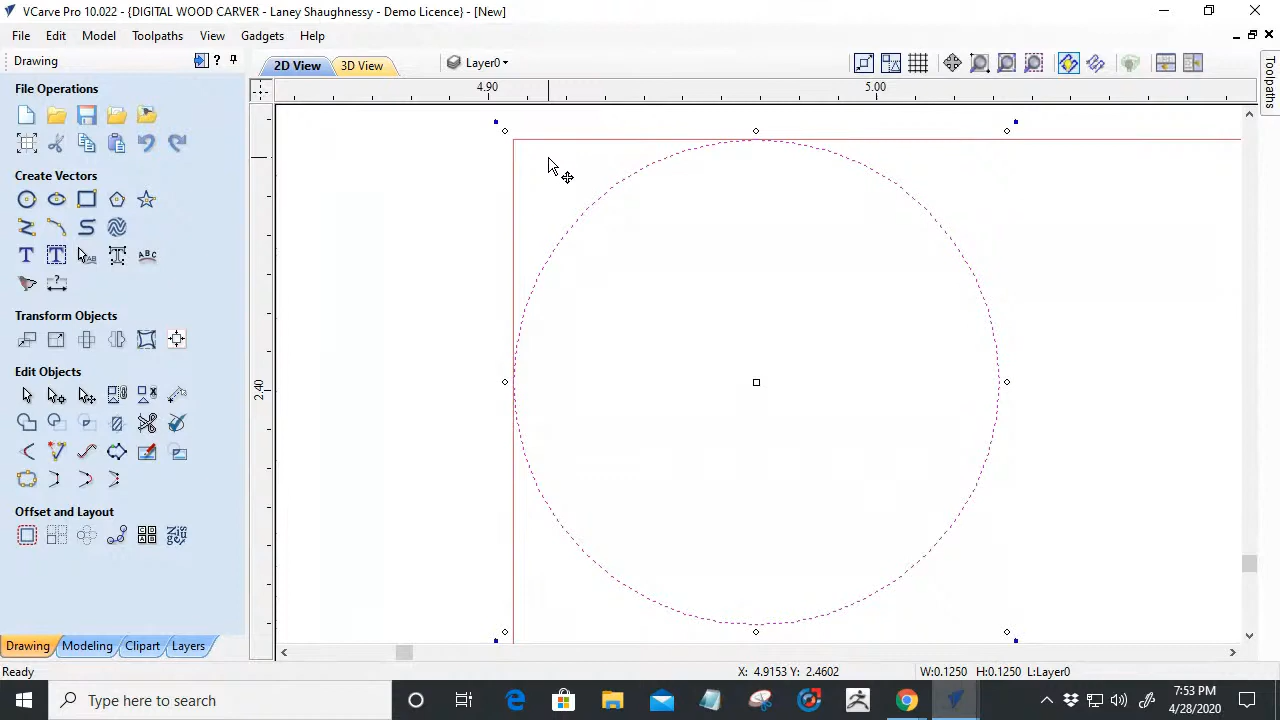 VCarve Pro 10.022 - {DIGITAL WOOD CARVER - Laney Shaughnessy - Demo Licence} - [New]
File Edit Model Toolpaths View Gadgets Help
Drawing
2D View 3D View Layer0
File Operations
4.90 5.00
Create Vectors
Transform Objects
Edit Objects
2.40
Offset and Layout
Drawing Modeling Clipart Layers
Toolpaths
Ready X: 4.9153 Y: 2.4602 W:0.1250 H:0.1250 L:Layer0
Type here to search
7:53 PM
4/28/2020